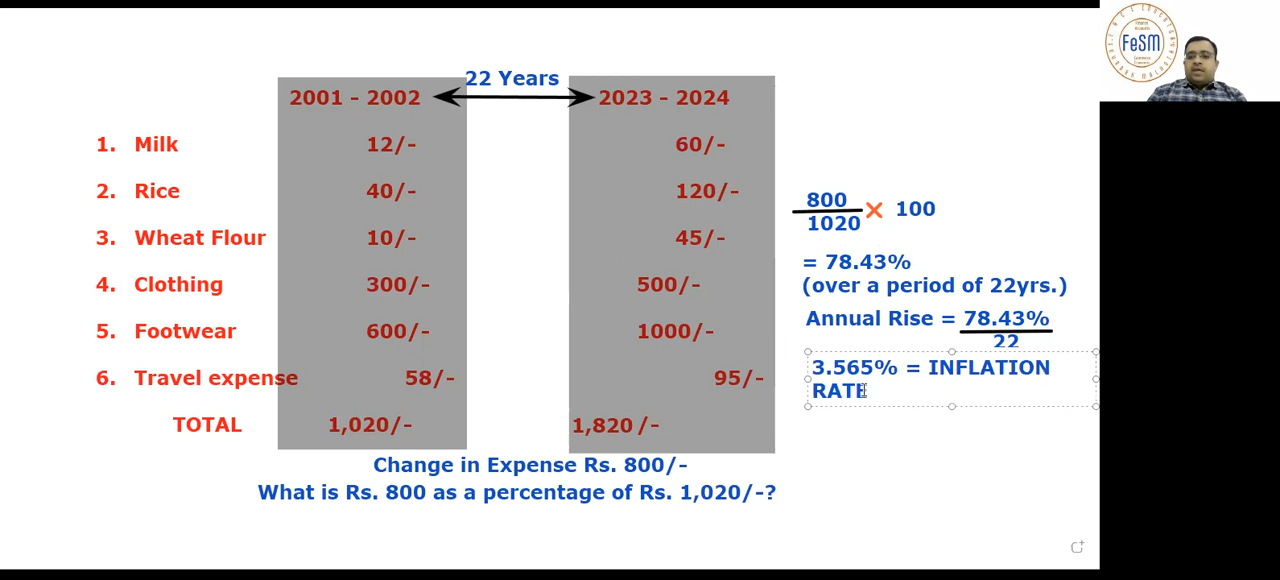 22 Years
2001 - 2002 2023 - 2024
1. Milk 12/- 60/-
2. Rice 40/- 120/-
3. Wheat Flour 10/- 45/-
4. Clothing 300/- 500/-
5. Footwear 600/- 1000/-
6. Travel expense 58/- 95/-
TOTAL 1,020/- 1,820 /-
Change in Expense Rs. 800/-
What is Rs. 800 as a percentage of Rs. 1,020/-?
800
1020
× 100
= 78.43%
(over a period of 22yrs.)
Annual Rise = 78.43%
22
3.565% = INFLATION
RATE
FeSM